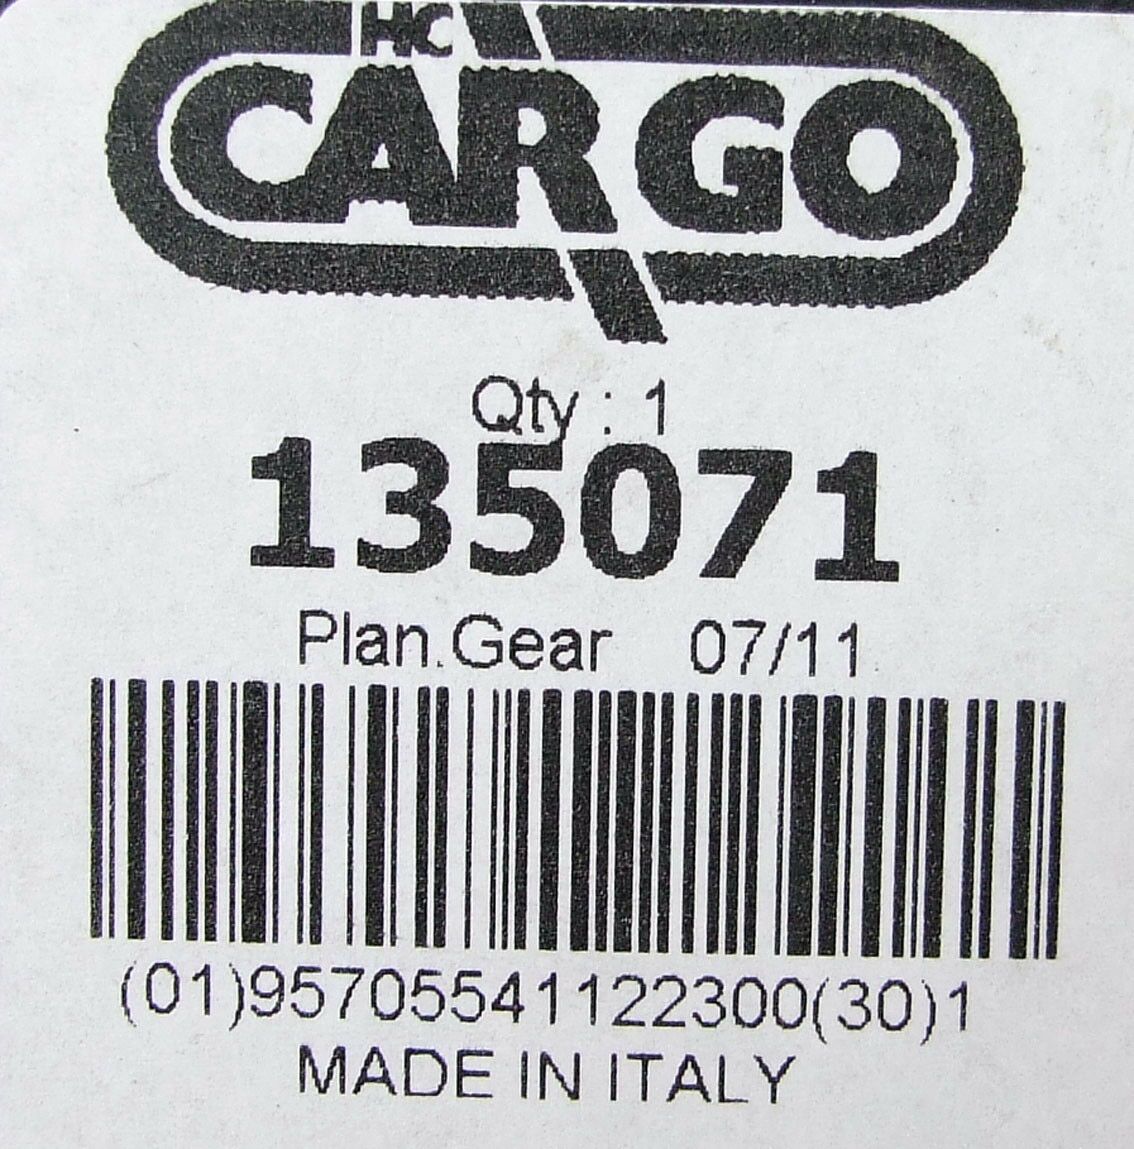 HC
CARGO
Qty : 1
135071
Plan.Gear 07/11
(01)95705541122300(30)1
MADE IN ITALY